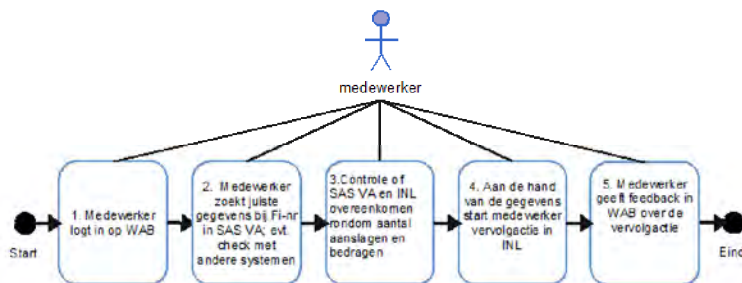 medewerker
Start
1. Medewerker
logt in op WAB
2. Medewerker
zoekt juiste
gegevens bij Fi-nr
in SAS VA; evt.
check met
andere systemen
3.Controle of
SAS VA en INL
overeenkomen
rondom aantal
aanslagen en
bedragen
4. Aan de hand
van de gegevens
start medewerker
vervolgactie in
INL
5. Medewerker
geeft feedback in
WAB over de
vervolgactie
Eind